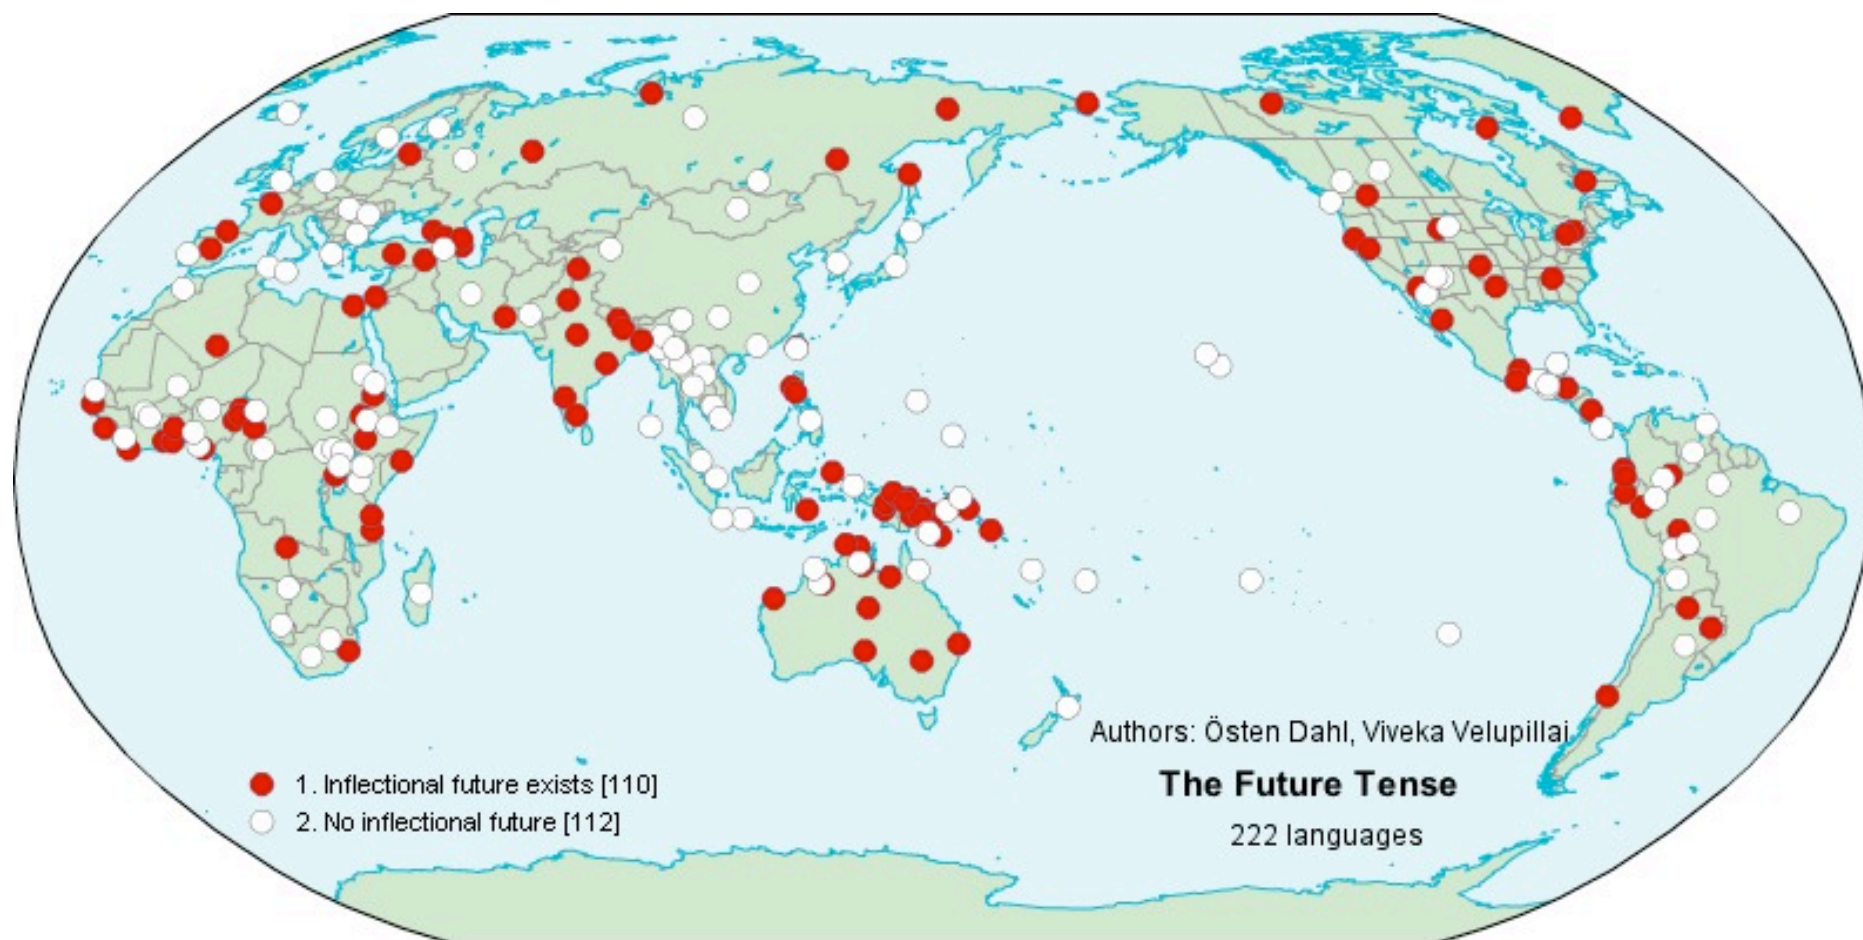 Authors: Östen Dahl, Viveka Velupillai
The Future Tense
222 languages
1. Inflectional future exists [110]
2. No inflectional future [112]